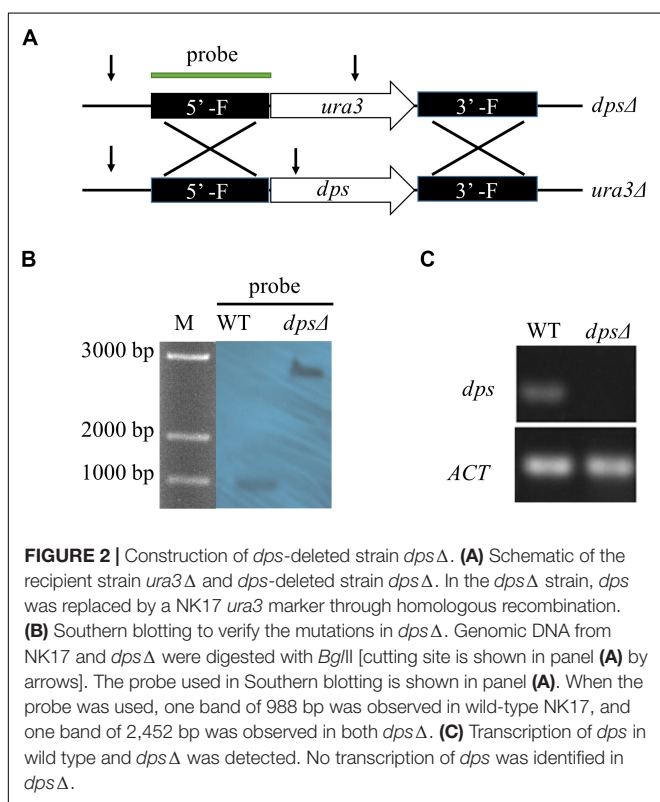 A
probe
5’ -F
ura3
3’ -F
dpsΔ
5’ -F
dps
3’ -F
ura3Δ
B
probe
M WT dpsΔ
3000 bp
2000 bp
1000 bp
C
WT dpsΔ
dps
ACT
FIGURE 2 | Construction of dps-deleted strain dpsΔ. (A) Schematic of the
recipient strain ura3Δ and dps-deleted strain dpsΔ. In the dpsΔ strain, dps
was replaced by a NK17 ura3 marker through homologous recombination.
(B) Southern blotting to verify the mutations in dpsΔ. Genomic DNA from
NK17 and dpsΔ were digested with BglII [cutting site is shown in panel (A) by
arrows]. The probe used in Southern blotting is shown in panel (A). When the
probe was used, one band of 988 bp was observed in wild-type NK17, and
one band of 2,452 bp was observed in both dpsΔ. (C) Transcription of dps in
wild type and dpsΔ was detected. No transcription of dps was identified in
dpsΔ.